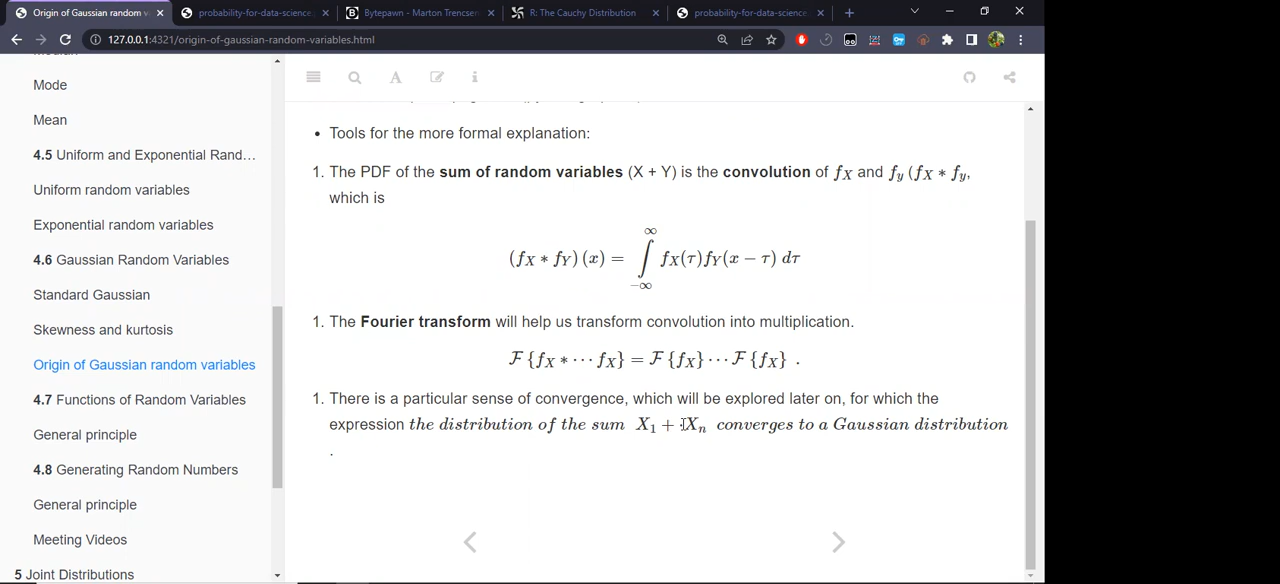 Origin of Gaussian random va
probability-for-data-science
Bytepawn - Marton Trencser
R: The Cauchy Distribution
probability-for-data-science
127.0.0.1:4321/origin-of-gaussian-random-variables.html
Mode
Mean
4.5 Uniform and Exponential Rand…
Uniform random variables
Exponential random variables
4.6 Gaussian Random Variables
Standard Gaussian
Skewness and kurtosis
Origin of Gaussian random variables
4.7 Functions of Random Variables
General principle
4.8 Generating Random Numbers
General principle
Meeting Videos
5 Joint Distributions
• Tools for the more formal explanation:
1. The PDF of the sum of random variables (X + Y) is the convolution of f_X and f_y (f_X ∗ f_y,
which is
(f_X ∗ f_Y) (x) = ∫_{−∞}^{∞} f_X(τ)f_Y(x − τ) dτ
1. The Fourier transform will help us transform convolution into multiplication.
F {f_X ∗ ⋯ f_X} = F {f_X} ⋯ F {f_X} .
1. There is a particular sense of convergence, which will be explored later on, for which the
expression the distribution of the sum X_1 + X_n converges to a Gaussian distribution
.